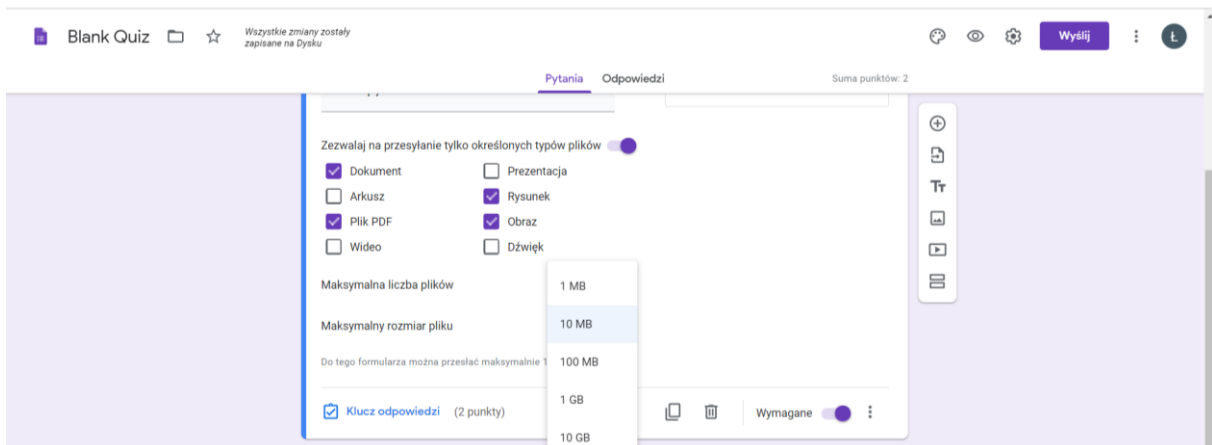 Blank Quiz
Wszystkie zmiany zostały
zapisane na Dysku
Wyślij
Ł
Pytania Odpowiedzi
Suma punktów: 2
Zezwalaj na przesyłanie tylko określonych typów plików
Dokument Prezentacja
Arkusz Rysunek
Plik PDF Obraz
Wideo Dźwięk
Maksymalna liczba plików
1 MB
Maksymalny rozmiar pliku
10 MB
Do tego formularza można przesłać maksymalnie 1
100 MB
1 GB
Klucz odpowiedzi (2 punkty)
Wymagane
10 GB
Tт